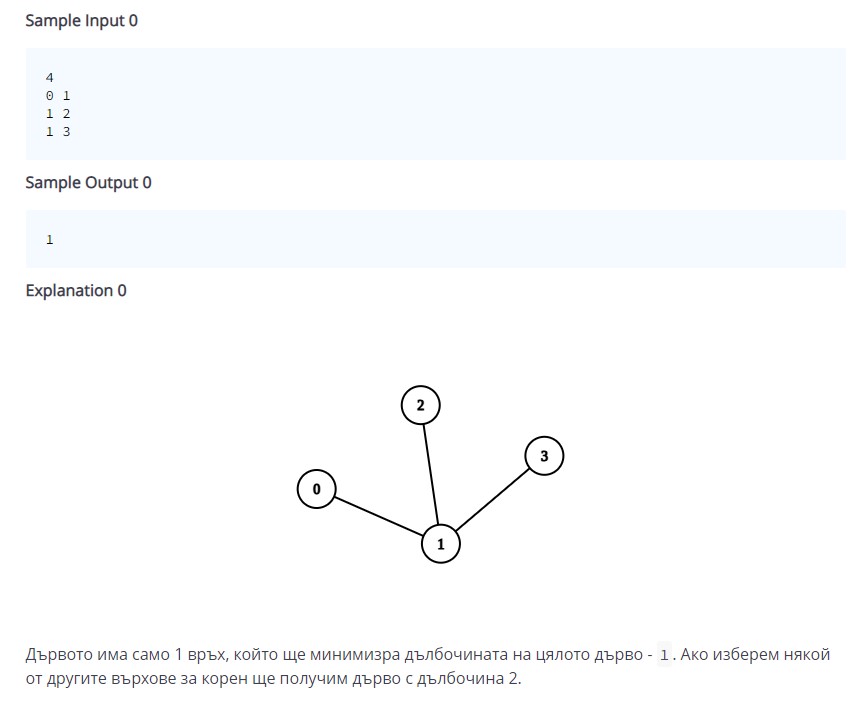 Sample Input 0
4
0 1
1 2
1 3
Sample Output 0
1
Explanation 0
2
3
0
1
Дървото има само 1 връх, който ще минимизра дълбочината на цялото дърво - 1. Ако изберем някой
от другите върхове за корен ще получим дърво с дълбочина 2.